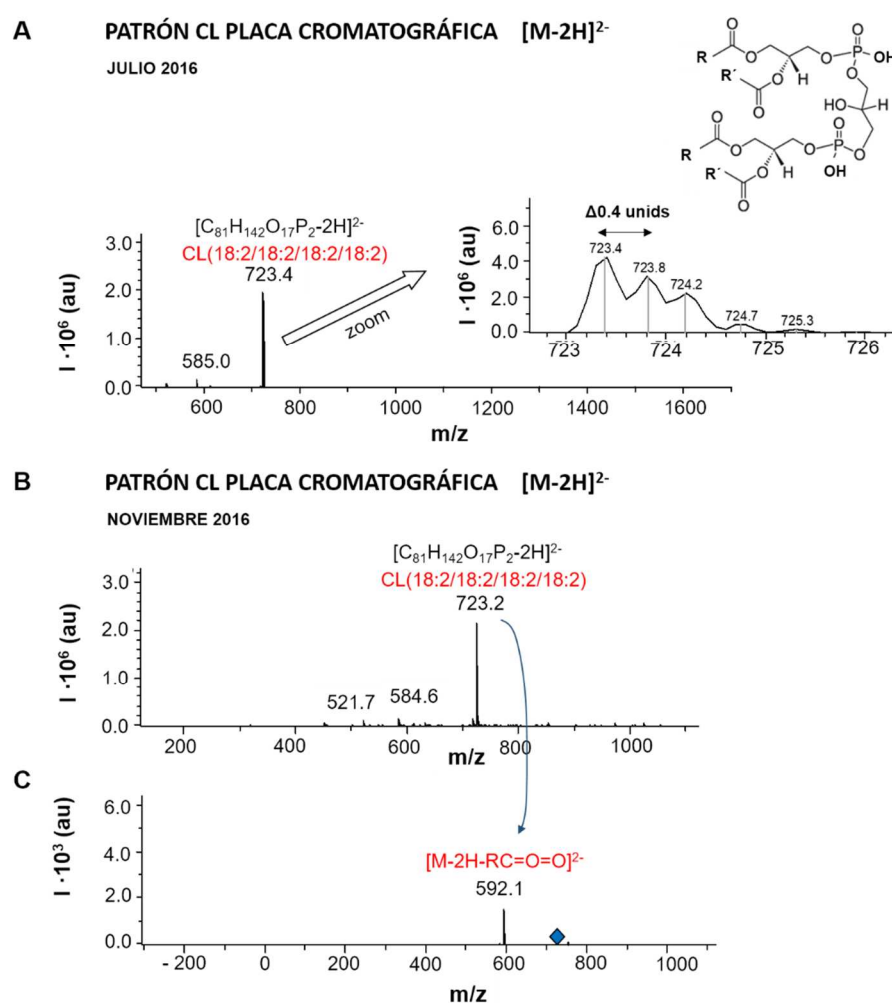 A PATRÓN CL PLACA CROMATOGRÁFICA [M-2H]²⁻
JULIO 2016
R
O
O
R´
O
O
H
O
O
P
OH
O
HO
H
R
O
O
R´
O
O
H
O
O
P
OH
O
[C₈₁H₁₄₂O₁₇P₂-2H]²⁻
CL(18:2/18:2/18:2/18:2)
723.4
585.0
zoom
I ·10⁶ (au)
3.0
2.0
1.0
0.0
600 800 1000 1200 1400 1600
m/z
Δ0.4 unids
I ·10⁶ (au)
6.0
4.0
2.0
0.0
723.4
723.8
724.2
724.7
725.3
723 724 725 726
B PATRÓN CL PLACA CROMATOGRÁFICA [M-2H]²⁻
NOVIEMBRE 2016
[C₈₁H₁₄₂O₁₇P₂-2H]²⁻
CL(18:2/18:2/18:2/18:2)
723.2
521.7
584.6
I ·10⁶ (au)
3.0
2.0
1.0
0.0
200 400 600 800 1000
m/z
C
I ·10³ (au)
6.0
4.0
2.0
0.0
[M-2H-RC=O=O]²⁻
592.1
- 200 0 200 400 600 800 1000
m/z